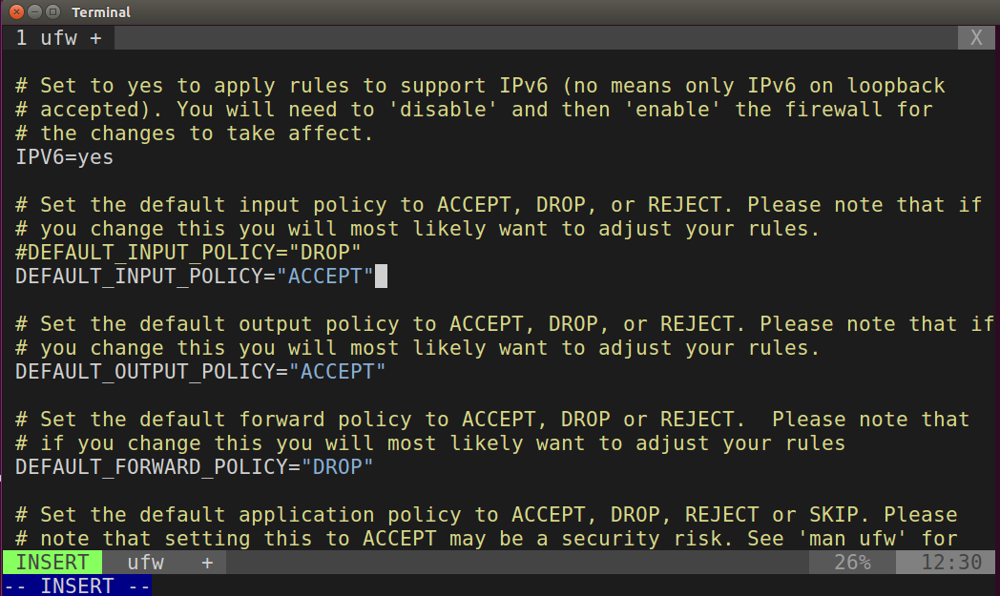 Terminal
1 ufw + X
# Set to yes to apply rules to support IPv6 (no means only IPv6 on loopback
# accepted). You will need to 'disable' and then 'enable' the firewall for
# the changes to take affect.
IPV6=yes
# Set the default input policy to ACCEPT, DROP, or REJECT. Please note that if
# you change this you will most likely want to adjust your rules.
#DEFAULT_INPUT_POLICY="DROP"
DEFAULT_INPUT_POLICY="ACCEPT"
# Set the default output policy to ACCEPT, DROP, or REJECT. Please note that if
# you change this you will most likely want to adjust your rules.
DEFAULT_OUTPUT_POLICY="ACCEPT"
# Set the default forward policy to ACCEPT, DROP or REJECT.  Please note that
# if you change this you will most likely want to adjust your rules
DEFAULT_FORWARD_POLICY="DROP"
# Set the default application policy to ACCEPT, DROP, REJECT or SKIP. Please
# note that setting this to ACCEPT may be a security risk. See 'man ufw' for
INSERT ufw + 26% 12:30
-- INSERT --